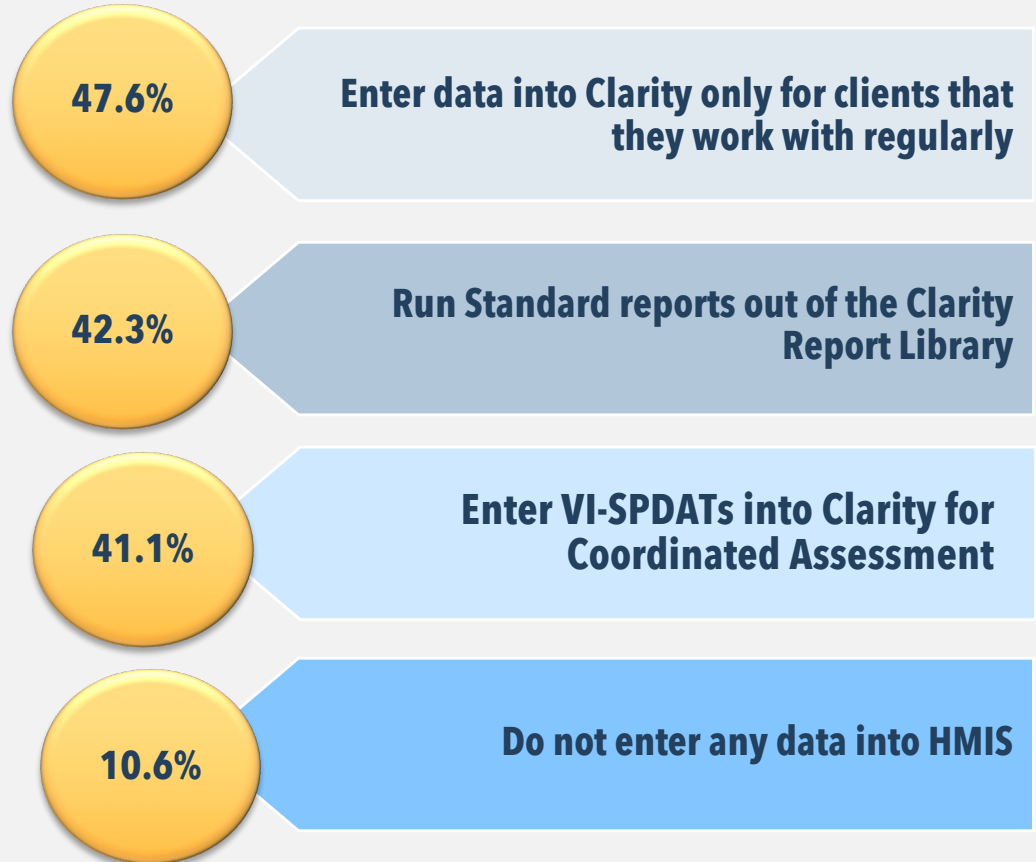 47.6%
Enter data into Clarity only for clients that
they work with regularly
42.3%
Run Standard reports out of the Clarity
Report Library
41.1%
Enter VI-SPDATs into Clarity for
Coordinated Assessment
10.6%
Do not enter any data into HMIS